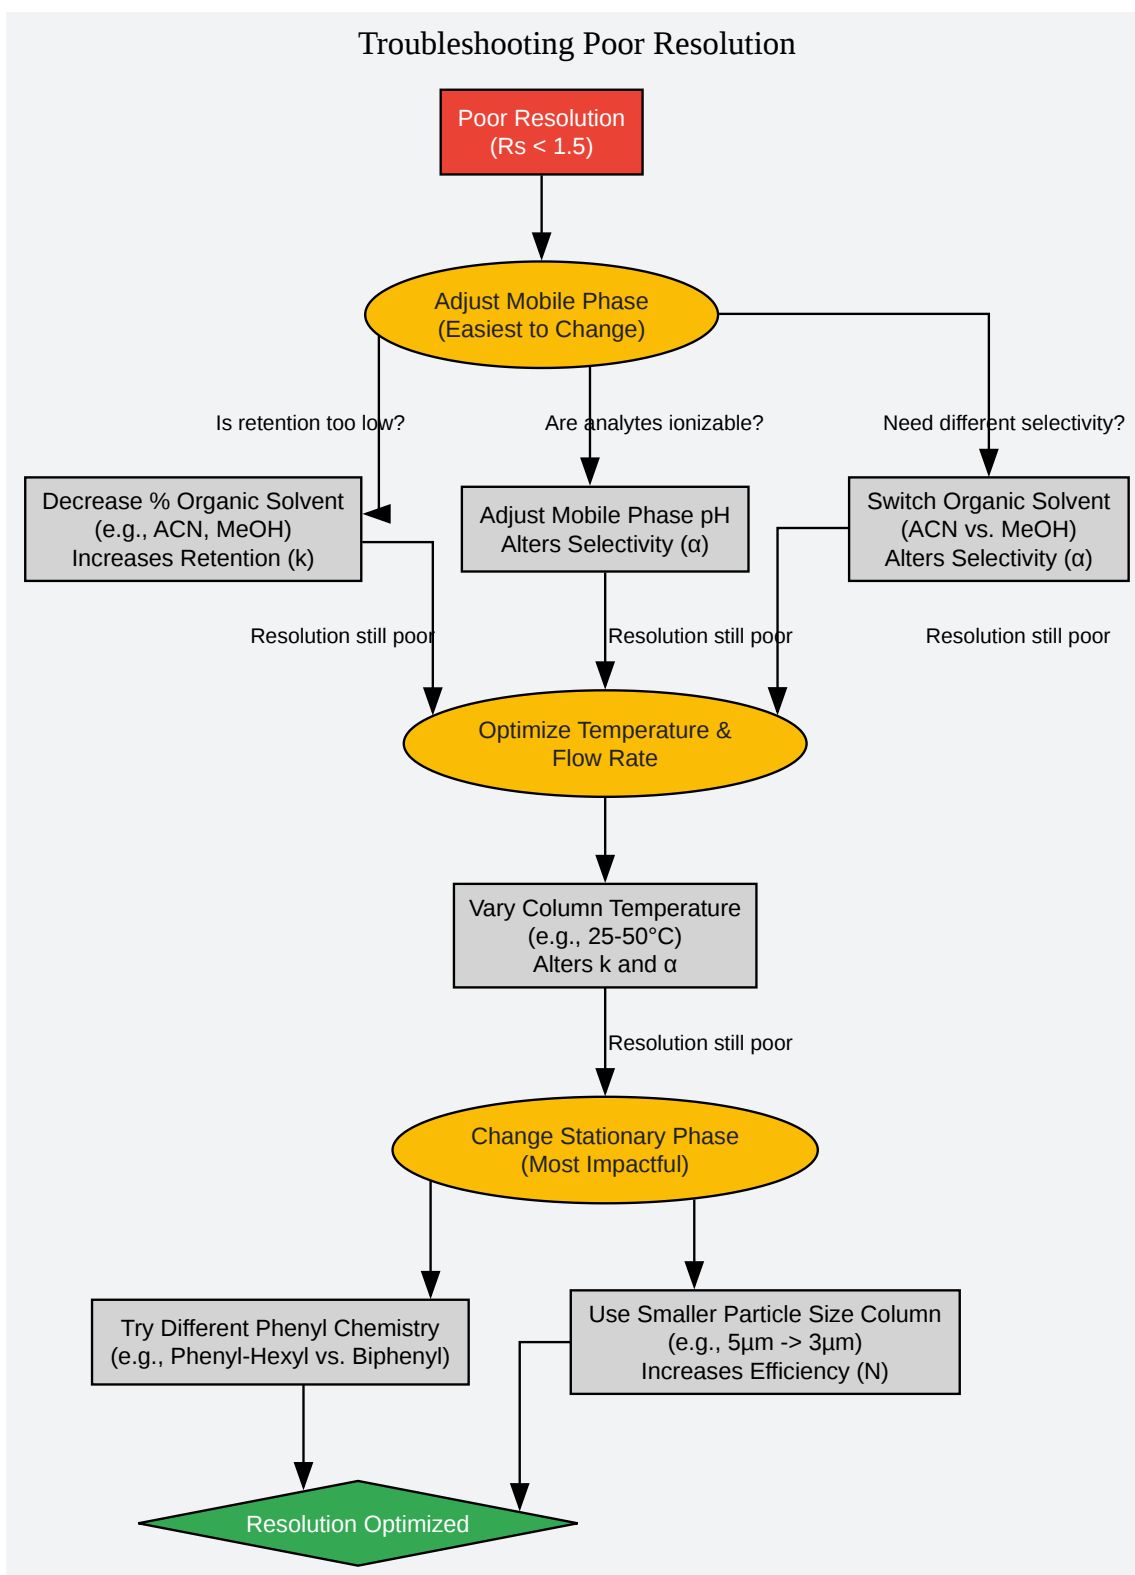 Troubleshooting Poor Resolution
Poor Resolution
(Rs < 1.5)
Adjust Mobile Phase
(Easiest to Change)
Is retention too low?
Are analytes ionizable?
Need different selectivity?
Decrease % Organic Solvent
(e.g., ACN, MeOH)
Increases Retention (k)
Adjust Mobile Phase pH
Alters Selectivity (α)
Switch Organic Solvent
(ACN vs. MeOH)
Alters Selectivity (α)
Resolution still poor
Resolution still poor
Resolution still poor
Optimize Temperature &
Flow Rate
Vary Column Temperature
(e.g., 25-50°C)
Alters k and α
Resolution still poor
Change Stationary Phase
(Most Impactful)
Try Different Phenyl Chemistry
(e.g., Phenyl-Hexyl vs. Biphenyl)
Use Smaller Particle Size Column
(e.g., 5µm -> 3µm)
Increases Efficiency (N)
Resolution Optimized